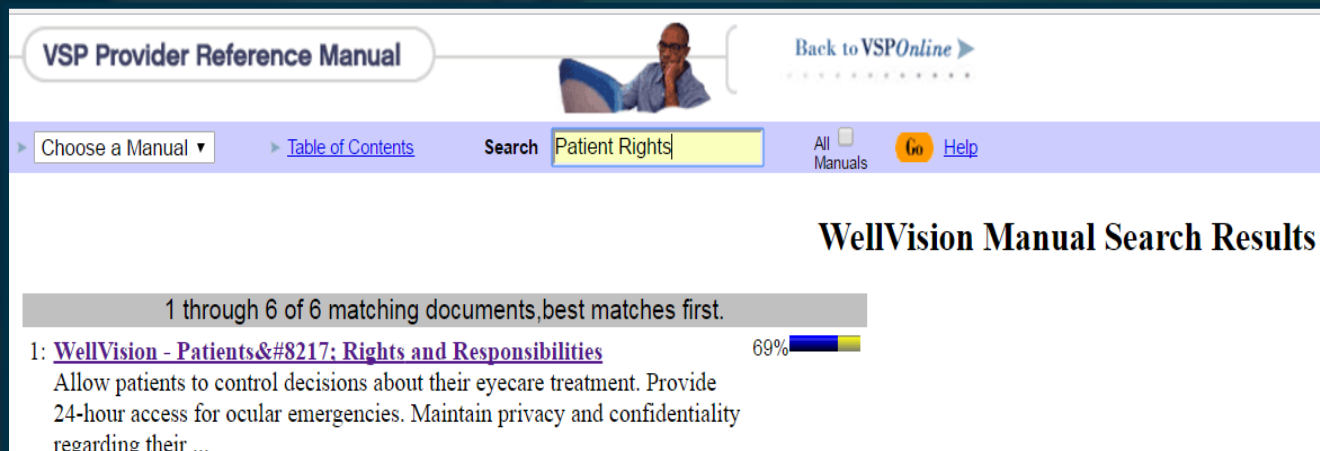 VSP Provider Reference Manual
Back to VSPOnline
Choose a Manual
Table of Contents
Search
Patient Rights
All
Manuals
Go
Help
WellVision Manual Search Results
1 through 6 of 6 matching documents,best matches first.
1: WellVision - Patients&#8217; Rights and Responsibilities
69%
Allow patients to control decisions about their eyecare treatment. Provide
24-hour access for ocular emergencies. Maintain privacy and confidentiality
regarding their ...